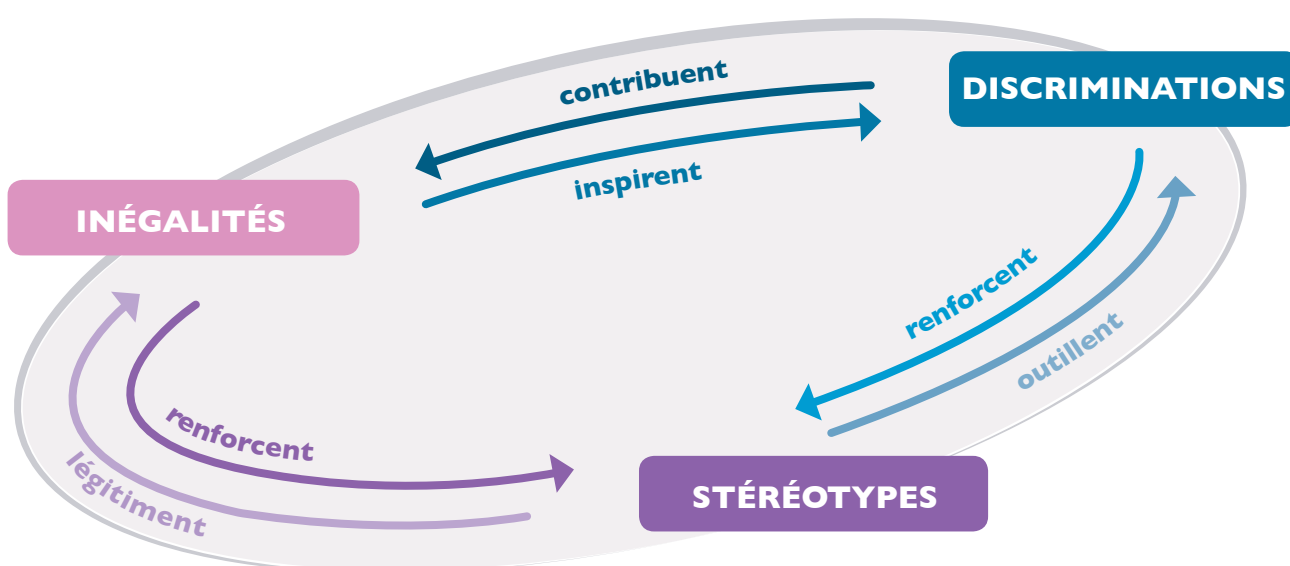 contribuent
DISCRIMINATIONS
inspirent
INÉGALITÉS
renforcent
outillent
renforcent
légitiment
STÉRÉOTYPES